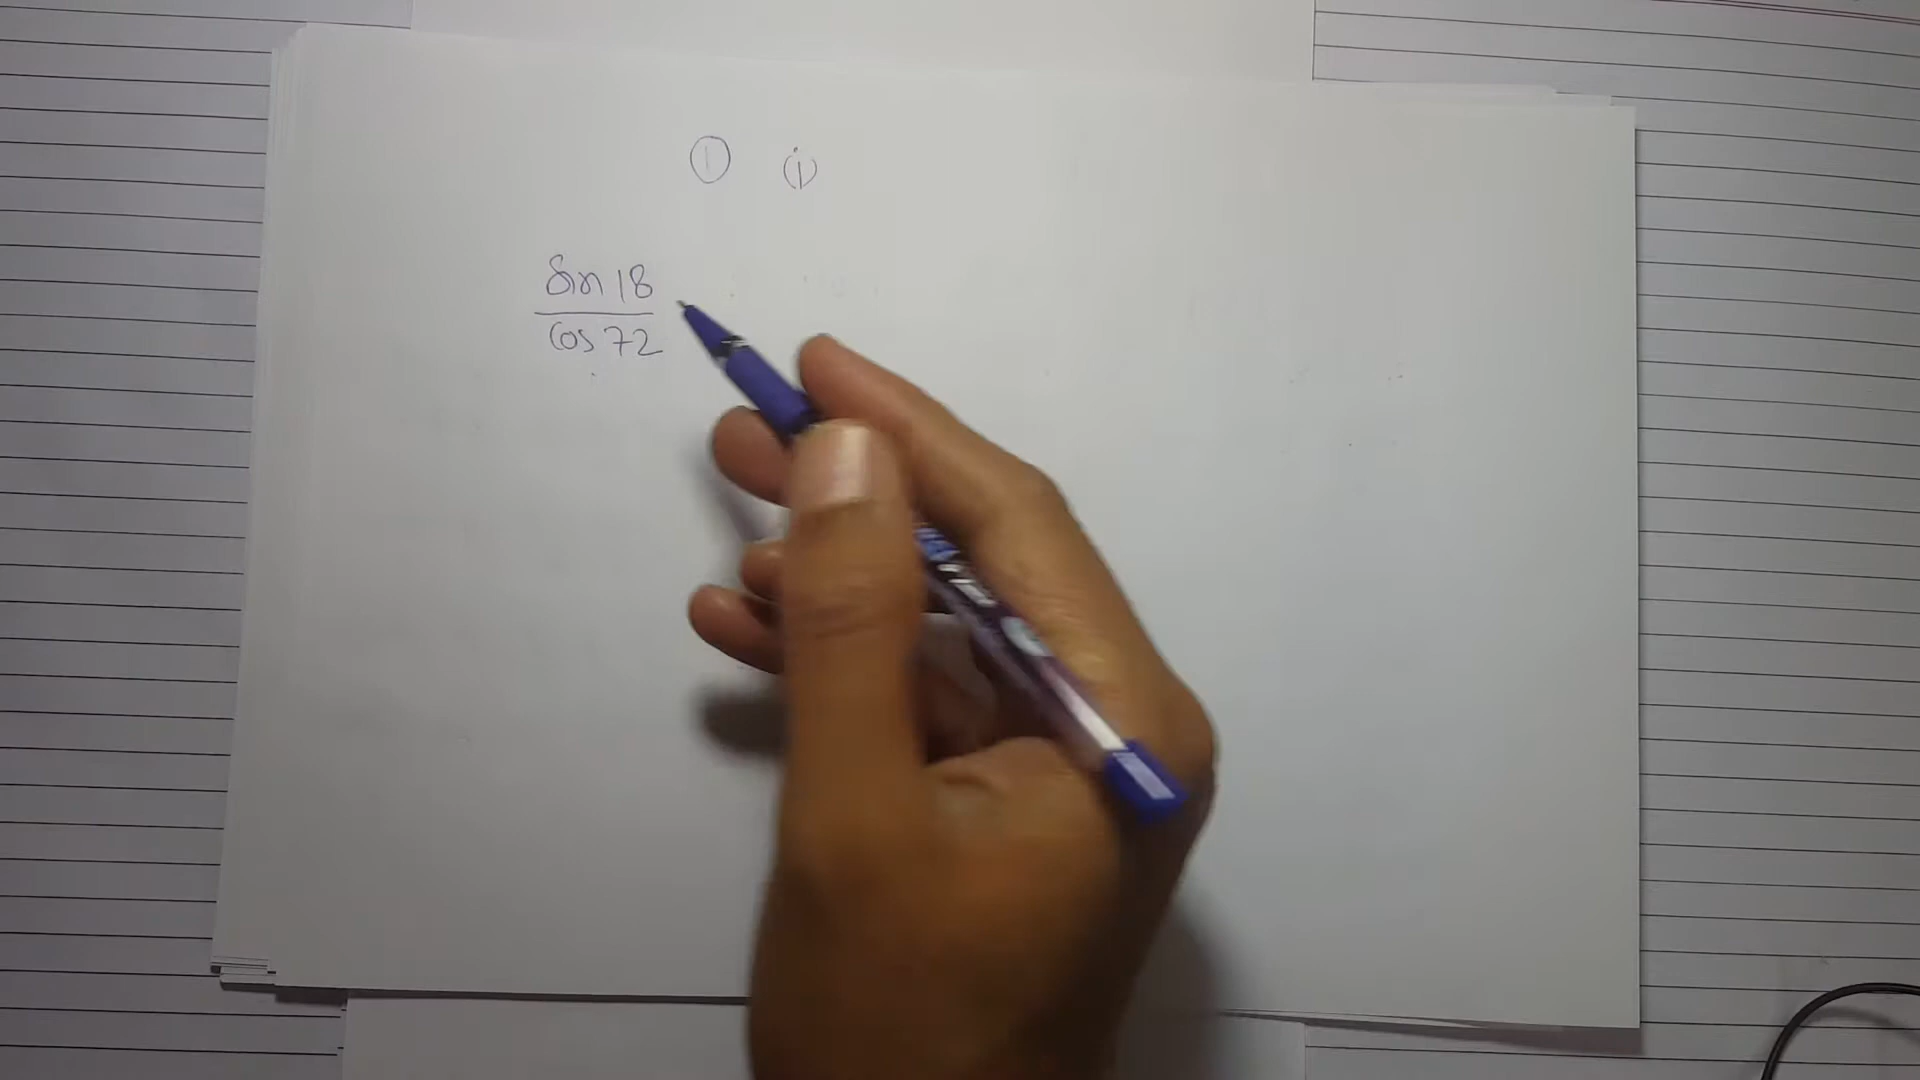 ① (i)
Sin 18
Cos 72